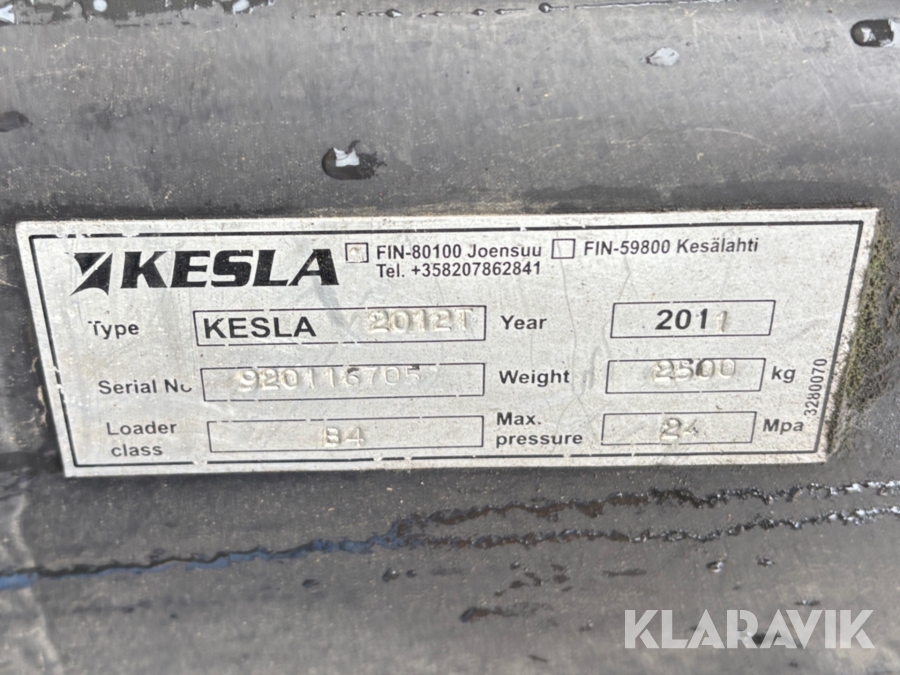 KESLA FIN-80100 Joensuu FIN-59800 Kesälahti
Tel. +358207862841
Type KESLA 2012T Year 2011
Serial No 920116705 Weight 2500 kg
Loader class Max. pressure 24 Mpa
3280070
KLARAVIK